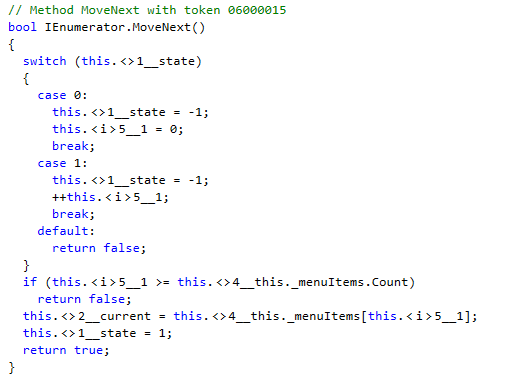 // Method MoveNext with token 06000015
bool IEnumerator.MoveNext()
{
  switch (this.<>1__state)
  {
    case 0:
      this.<>1__state = -1;
      this.<i>5__1 = 0;
      break;
    case 1:
      this.<>1__state = -1;
      ++this.<i>5__1;
      break;
    default:
      return false;
  }
  if (this.<i>5__1 >= this.<>4__this._menuItems.Count)
    return false;
  this.<>2__current = this.<>4__this._menuItems[this.<i>5__1];
  this.<>1__state = 1;
  return true;
}